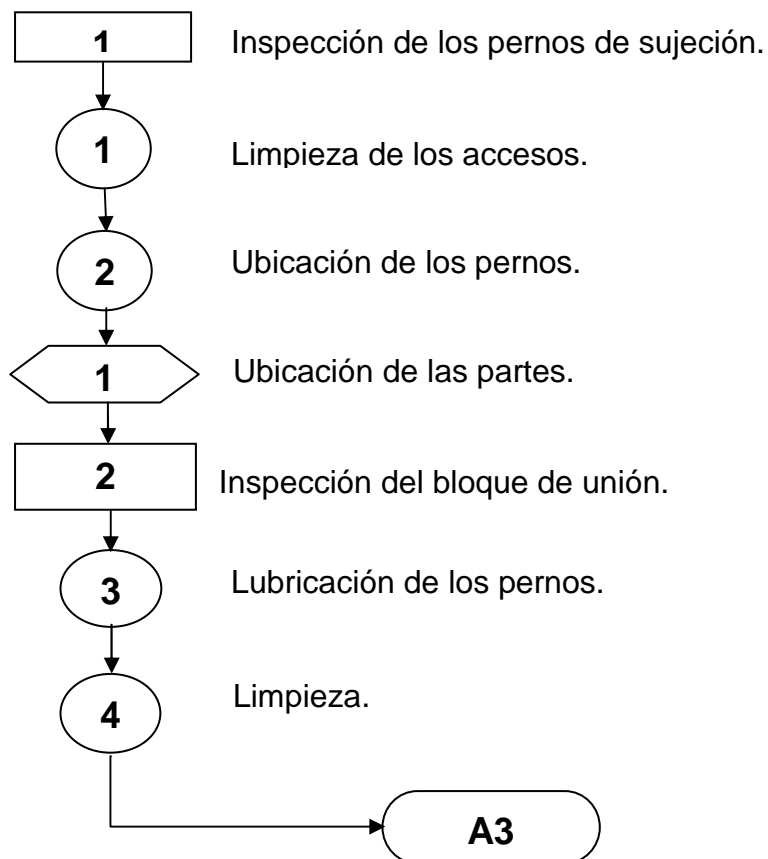 1 Inspección de los pernos de sujeción.
1 Limpieza de los accesos.
2 Ubicación de los pernos.
1 Ubicación de las partes.
2 Inspección del bloque de unión.
3 Lubricación de los pernos.
4 Limpieza.
A3